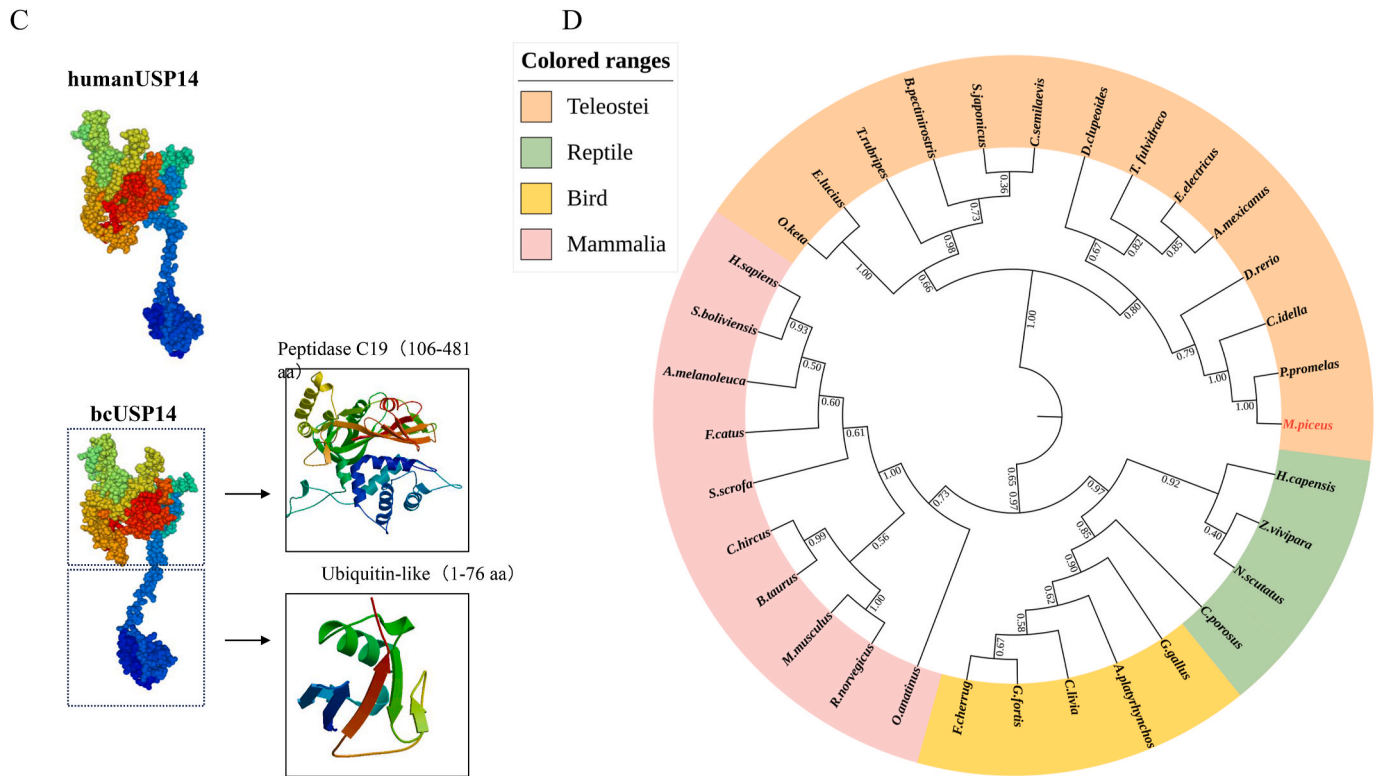 C
humanUSP14
bcUSP14
Peptidase C19（106-481
aa）
Ubiquitin-like（1-76 aa）
D
Colored ranges
Teleostei
Reptile
Bird
Mammalia
O.keta
E.lucius
T.rubripes
B.pectinirostris
S.japonicus
C.semilaevis
D.clupeoides
T. fulvidraco
E.electricus
A.mexicanus
D.rerio
C.idella
P.promelas
M.piceus
H.capensis
Z.vivipara
N.scutatus
C.porosus
G.gallus
A.platyrhynchos
C.livia
G.fortis
F.cherrug
O.anatinus
R.norvegicus
M.musculus
B.taurus
C.hircus
S.scrofa
F.catus
A.melanoleuca
S.boliviensis
H.sapiens
1.00
0.66
0.98
0.73
0.36
1.00
0.80
0.67
0.82
0.85
0.79
1.00
1.00
0.65
0.97
0.97
0.92
0.40
0.85
0.90
0.62
0.58
0.67
0.73
1.00
0.61
0.60
0.50
0.93
0.56
0.99
1.00